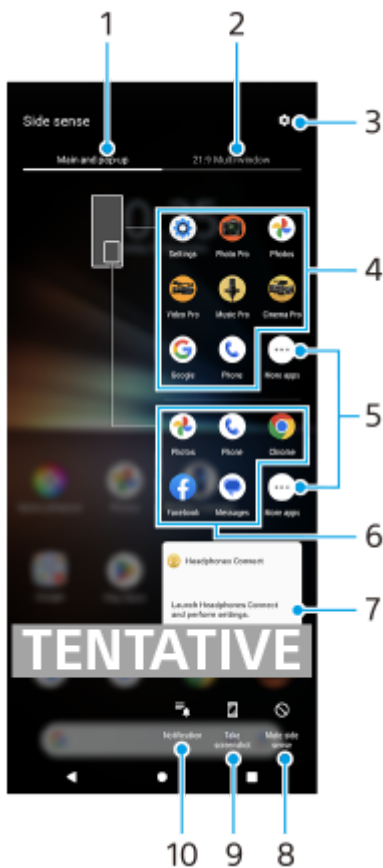 1
2
Side sense
3
Main and pop-up
21:9 Multi-window
Settings
Photo Pro
Photos
4
Video Pro
Music Pro
Cinema Pro
Google
Phone
More apps
5
Photos
Phone
Chrome
Facebook
Messages
More apps
6
Headphones Connect
Launch Headphones Connect
and perform settings.
7
TENTATIVE
Notification
Take
screenshot
Mute side
sense
10
9
8